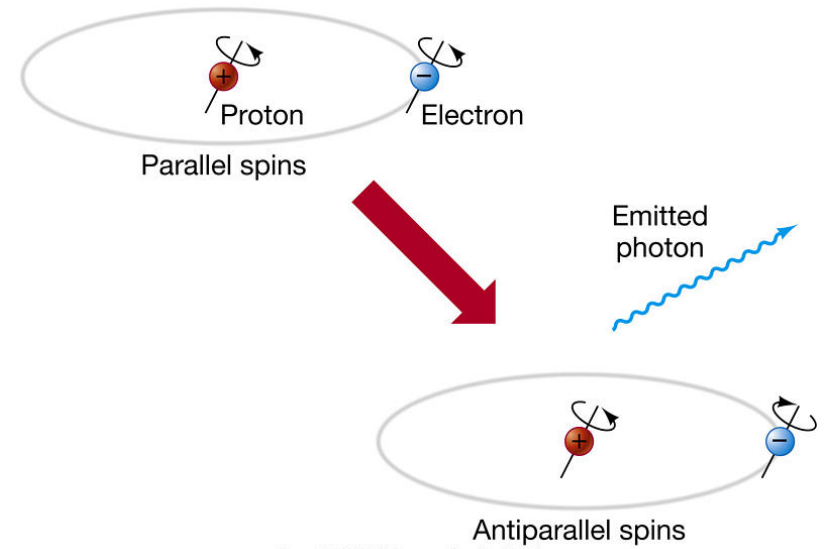 +
−
Proton
Electron
Parallel spins
Emitted
photon
+
−
Antiparallel spins